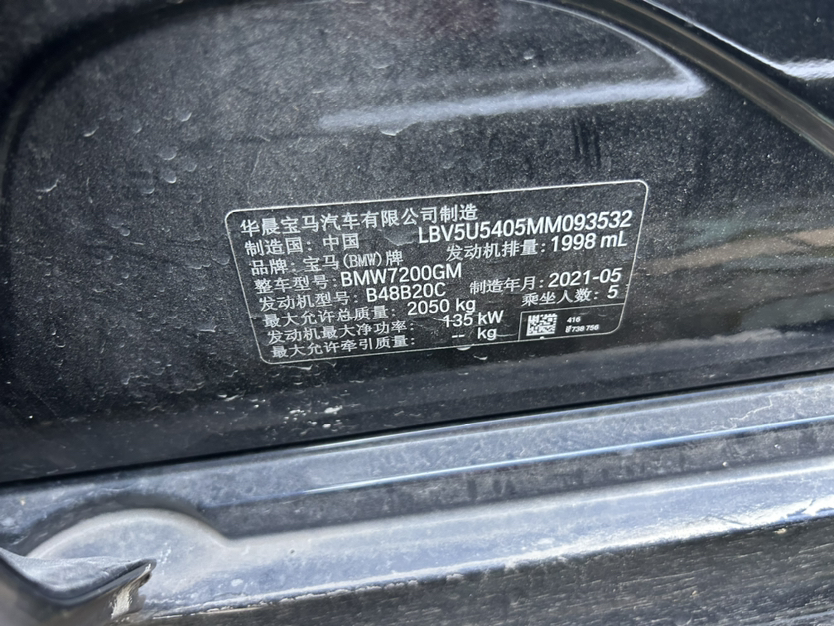 华晨宝马汽车有限公司制造
制造国：中国 LBV5U5405MM093532
品牌：宝马(BMW)牌 发动机排量：1998 mL
整车型号：BMW7200GM
发动机型号：B48B20C 制造年月：2021-05
最大允许总质量：2050 kg 乘坐人数：5
发动机最大净功率：135 kW
最大允许牵引质量：-- kg
416
738 756